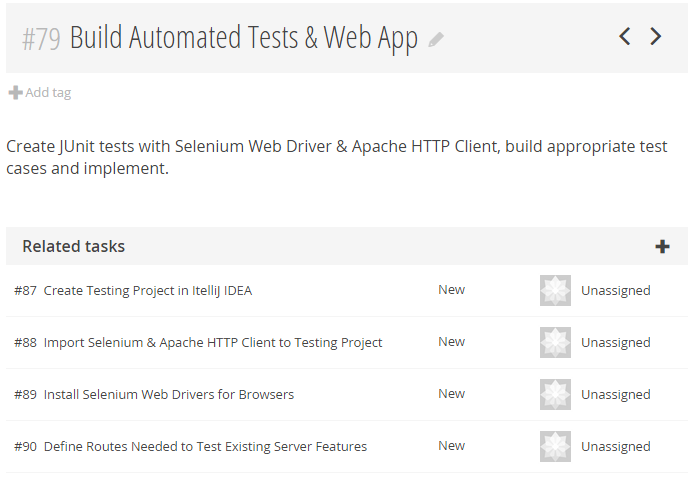 #79 Build Automated Tests & Web App
Add tag
Create JUnit tests with Selenium Web Driver & Apache HTTP Client, build appropriate test
cases and implement.
Related tasks
#87 Create Testing Project in ItelliJ IDEA New Unassigned
#88 Import Selenium & Apache HTTP Client to Testing Project New Unassigned
#89 Install Selenium Web Drivers for Browsers New Unassigned
#90 Define Routes Needed to Test Existing Server Features New Unassigned